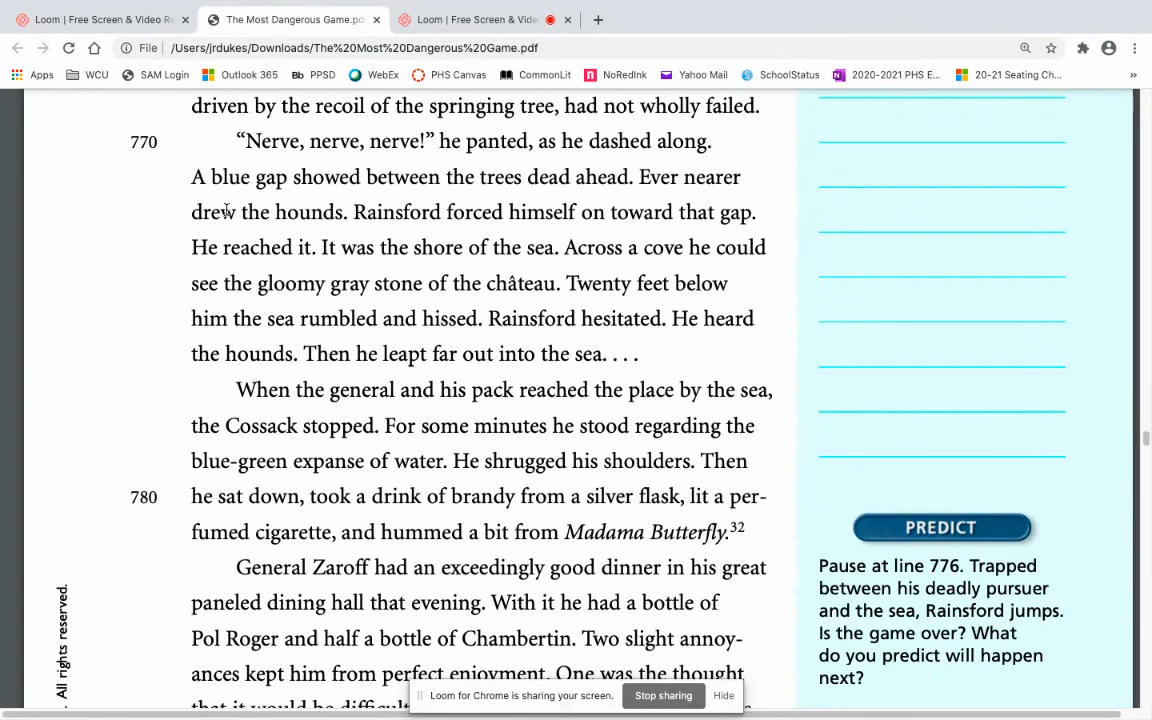 Loom | Free Screen & Video Re
The Most Dangerous Game.pd
Loom | Free Screen & Vide
File /Users/jrdukes/Downloads/The%20Most%20Dangerous%20Game.pdf
Apps WCU SAM Login Outlook 365 Bb PPSD WebEx PHS Canvas CommonLit NoRedInk Yahoo Mail SchoolStatus 2020-2021 PHS E... 20-21 Seating Ch... »
driven by the recoil of the springing tree, had not wholly failed.
770 “Nerve, nerve, nerve!” he panted, as he dashed along.
A blue gap showed between the trees dead ahead. Ever nearer
drew the hounds. Rainsford forced himself on toward that gap.
He reached it. It was the shore of the sea. Across a cove he could
see the gloomy gray stone of the château. Twenty feet below
him the sea rumbled and hissed. Rainsford hesitated. He heard
the hounds. Then he leapt far out into the sea. . . .
When the general and his pack reached the place by the sea,
the Cossack stopped. For some minutes he stood regarding the
blue-green expanse of water. He shrugged his shoulders. Then
780 he sat down, took a drink of brandy from a silver flask, lit a per-
fumed cigarette, and hummed a bit from Madama Butterfly.32
General Zaroff had an exceedingly good dinner in his great
paneled dining hall that evening. With it he had a bottle of
Pol Roger and half a bottle of Chambertin. Two slight annoy-
ances kept him from perfect enjoyment. One was the thought
that it would be difficult
PREDICT
Pause at line 776. Trapped
between his deadly pursuer
and the sea, Rainsford jumps.
Is the game over? What
do you predict will happen
next?
All rights reserved.
Loom for Chrome is sharing your screen. Stop sharing Hide